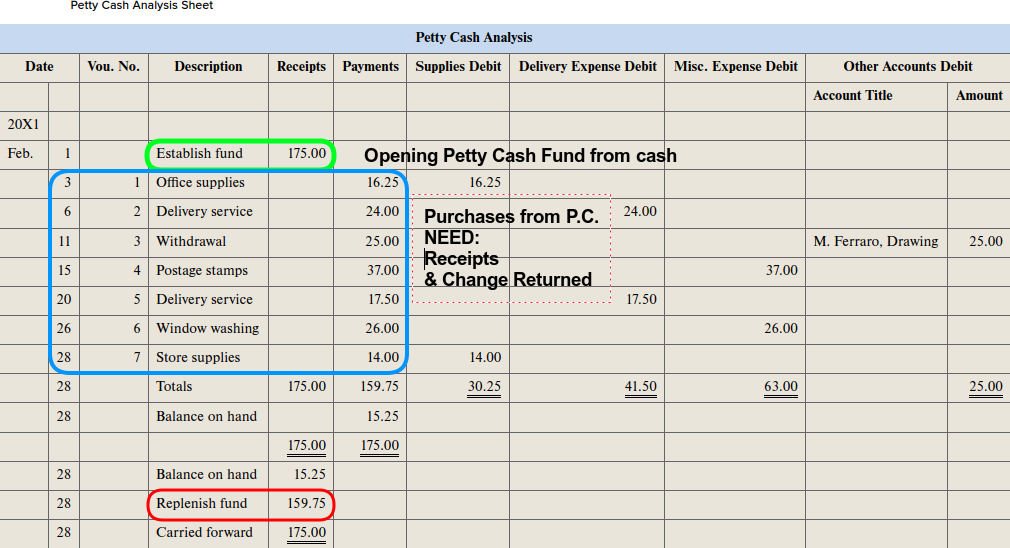 Petty Cash Analysis Sheet
Petty Cash Analysis
Date Vou. No. Description Receipts Payments Supplies Debit Delivery Expense Debit Misc. Expense Debit Other Accounts Debit
Account Title Amount
20X1
Feb. 1 Establish fund 175.00 Opening Petty Cash Fund from cash
3 1 Office supplies 16.25 16.25
6 2 Delivery service 24.00 24.00
Purchases from P.C.
NEED:
11 3 Withdrawal 25.00 M. Ferraro, Drawing 25.00
Receipts
15 4 Postage stamps 37.00 37.00
& Change Returned
20 5 Delivery service 17.50 17.50
26 6 Window washing 26.00 26.00
28 7 Store supplies 14.00 14.00
28 Totals 175.00 159.75 30.25 41.50 63.00 25.00
28 Balance on hand 15.25
175.00 175.00
28 Balance on hand 15.25
28 Replenish fund 159.75
28 Carried forward 175.00